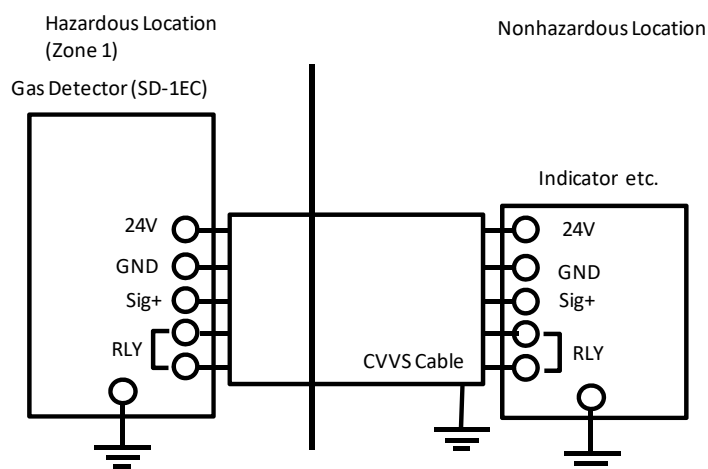 Hazardous Location
(Zone 1)
Nonhazardous Location
Gas Detector (SD-1EC)
Indicator etc.
24V
GND
Sig+
RLY
24V
GND
Sig+
RLY
CVVS Cable